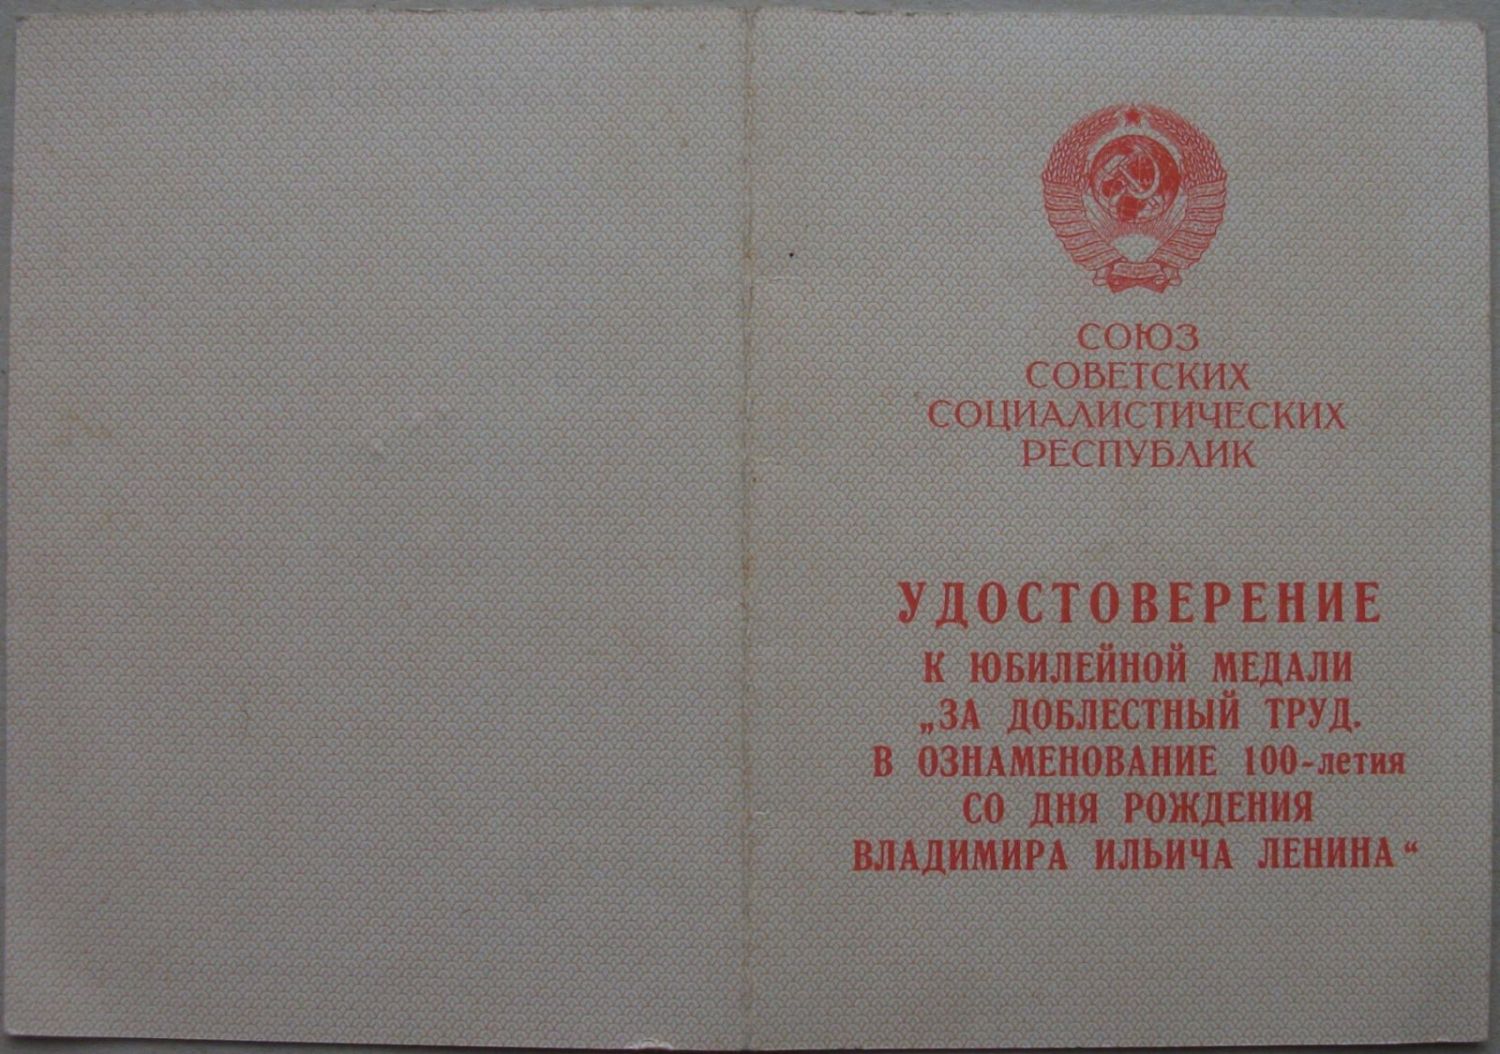 СОЮЗ
СОВЕТСКИХ
СОЦИАЛИСТИЧЕСКИХ
РЕСПУБЛИК
УДОСТОВЕРЕНИЕ
К ЮБИЛЕЙНОЙ МЕДАЛИ
„ЗА ДОБЛЕСТНЫЙ ТРУД.
В ОЗНАМЕНОВАНИЕ 100-летия
СО ДНЯ РОЖДЕНИЯ
ВЛАДИМИРА ИЛЬИЧА ЛЕНИНА“